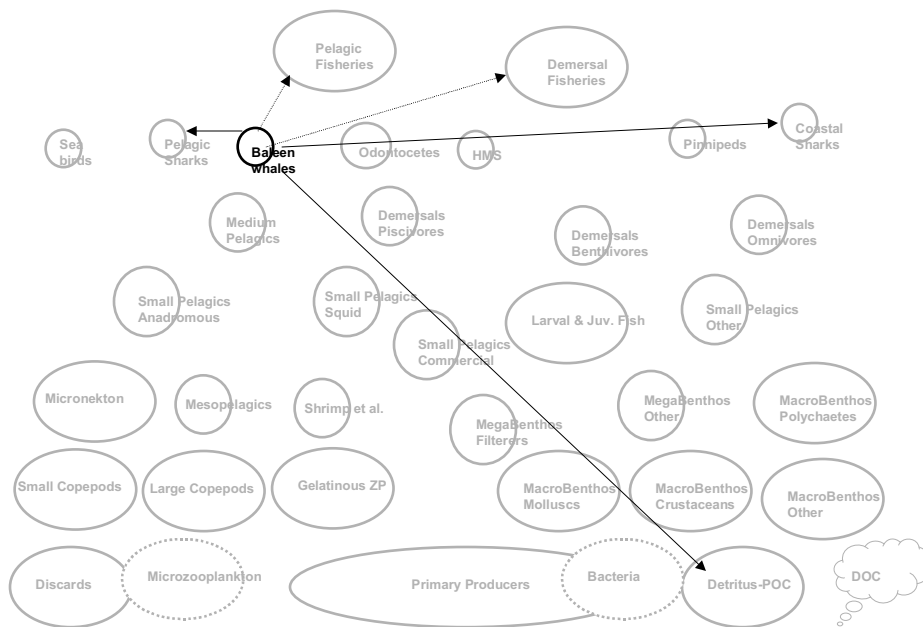 Pelagic
Fisheries
Demersal
Fisheries
Sea
birds
Pelagic
Sharks
Baleen
whales
Odontocetes
HMS
Pinnipeds
Coastal
Sharks
Medium
Pelagics
Demersals
Piscivores
Demersals
Benthivores
Demersals
Omnivores
Small Pelagics
Anadromous
Small Pelagics
Squid
Small Pelagics
Commercial
Larval & Juv. Fish
Small Pelagics
Other
Micronekton
Mesopelagics
Shrimp et al.
MegaBenthos
Filterers
MegaBenthos
Other
MacroBenthos
Polychaetes
Small Copepods
Large Copepods
Gelatinous ZP
MacroBenthos
Molluscs
MacroBenthos
Crustaceans
MacroBenthos
Other
Discards
Microzooplankton
Primary Producers
Bacteria
Detritus-POC
DOC